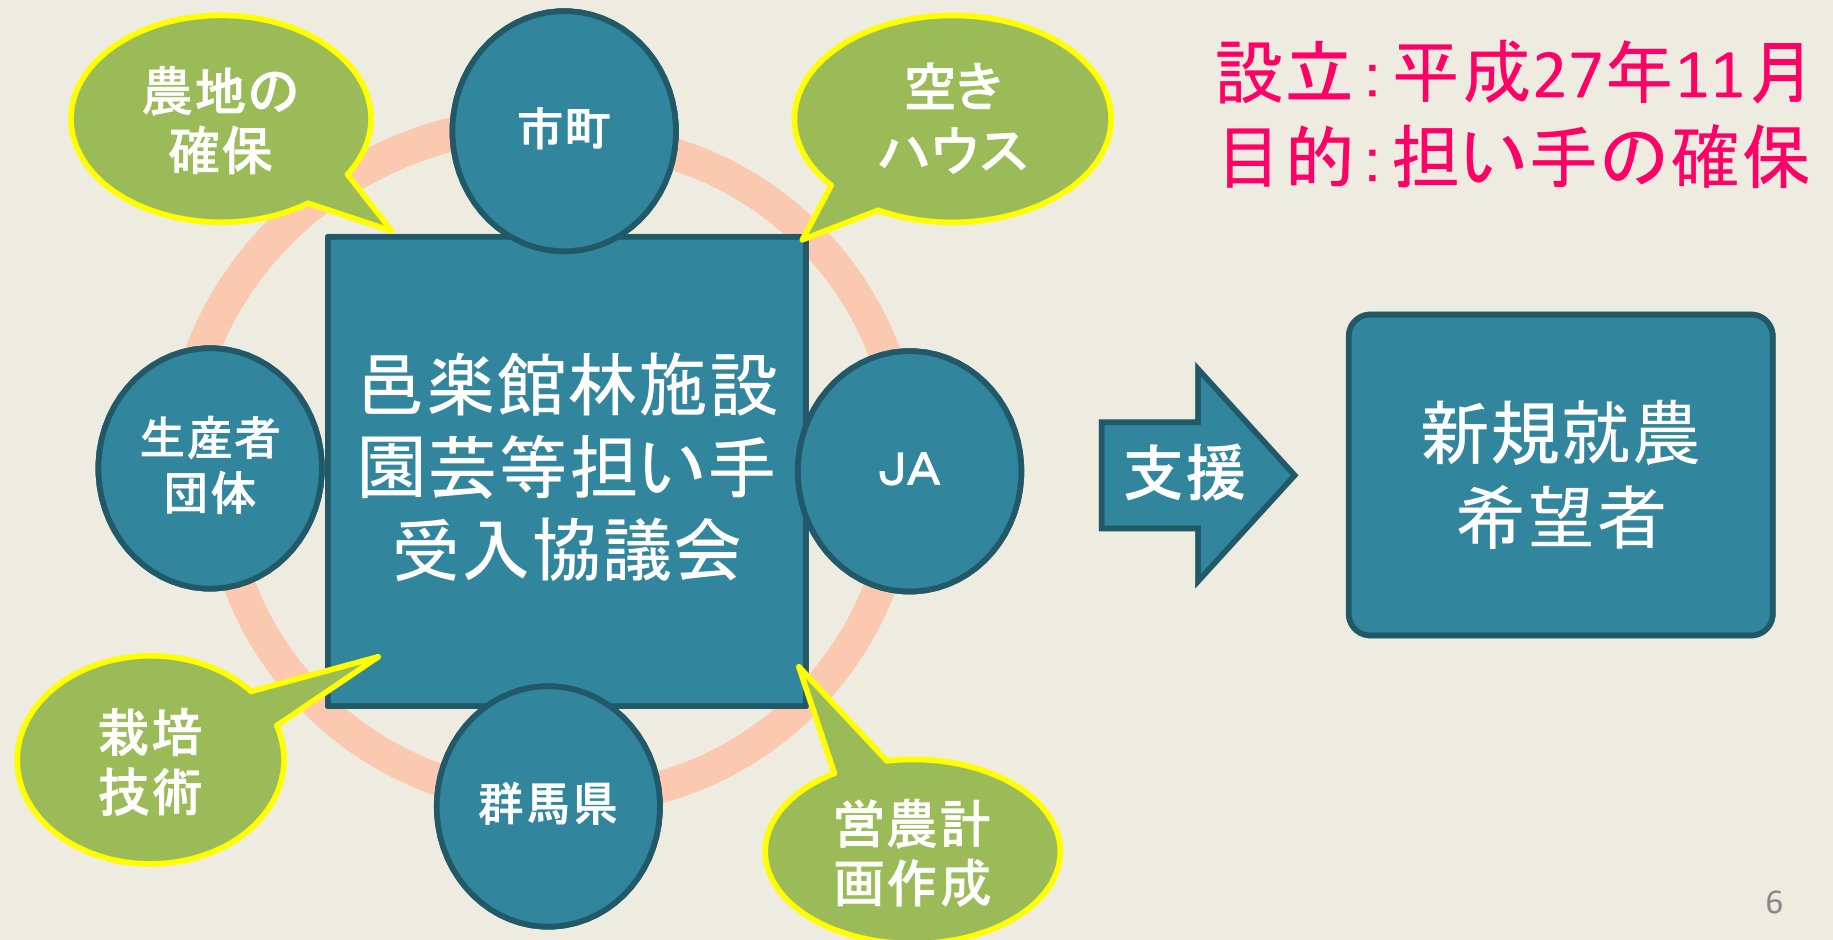 農地の
確保
市町
空き
ハウス
設立:平成27年11月
目的:担い手の確保
生産者
団体
邑楽館林施設
園芸等担い手
受入協議会
JA
支援
新規就農
希望者
栽培
技術
群馬県
営農計
画作成
6